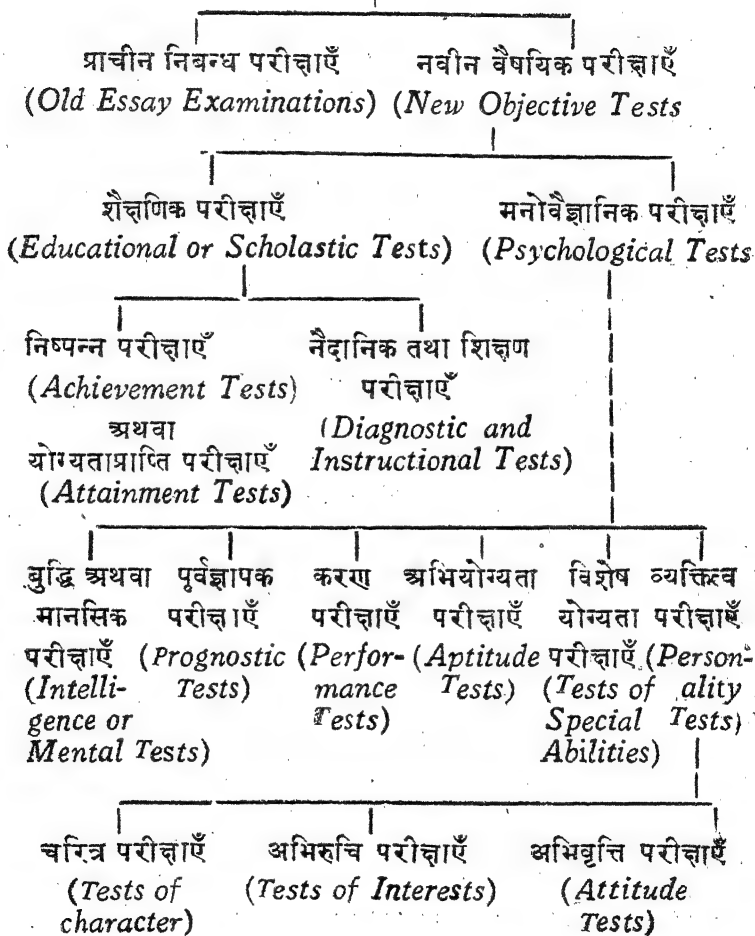 प्राचीन निबन्ध परीक्षाएँ नवीन वैषयिक परीक्षाएँ
(Old Essay Examinations) (New Objective Tests
शैक्षणिक परीक्षाएँ मनोवैज्ञानिक परीक्षाएँ
(Educational or Scholastic Tests) (Psychological Tests
निष्पन्न परीक्षाएँ नैदानिक तथा शिक्षण
(Achievement Tests) परीक्षाएँ
अथवा (Diagnostic and
योग्यताप्राप्ति परीक्षाएँ Instructional Tests)
(Attainment Tests)
बुद्धि अथवा पूर्वज्ञापक करण अभियोग्यता विशेष व्यक्तित्व
मानसिक परीक्षाएँ परीक्षाएँ परीक्षाएँ योग्यता परीक्षाएँ
परीक्षाएँ (Prognostic (Perfor- (Aptitude परीक्षाएँ (Person-
(Intelli- Tests) mance Tests) (Tests of ality
gence or Tests) Special Tests)
Mental Tests) Abilities)
चरित्र परीक्षाएँ अभिरुचि परीक्षाएँ अभिवृत्ति परीक्षाएँ
(Tests of (Tests of Interests) (Attitude
character) Tests)